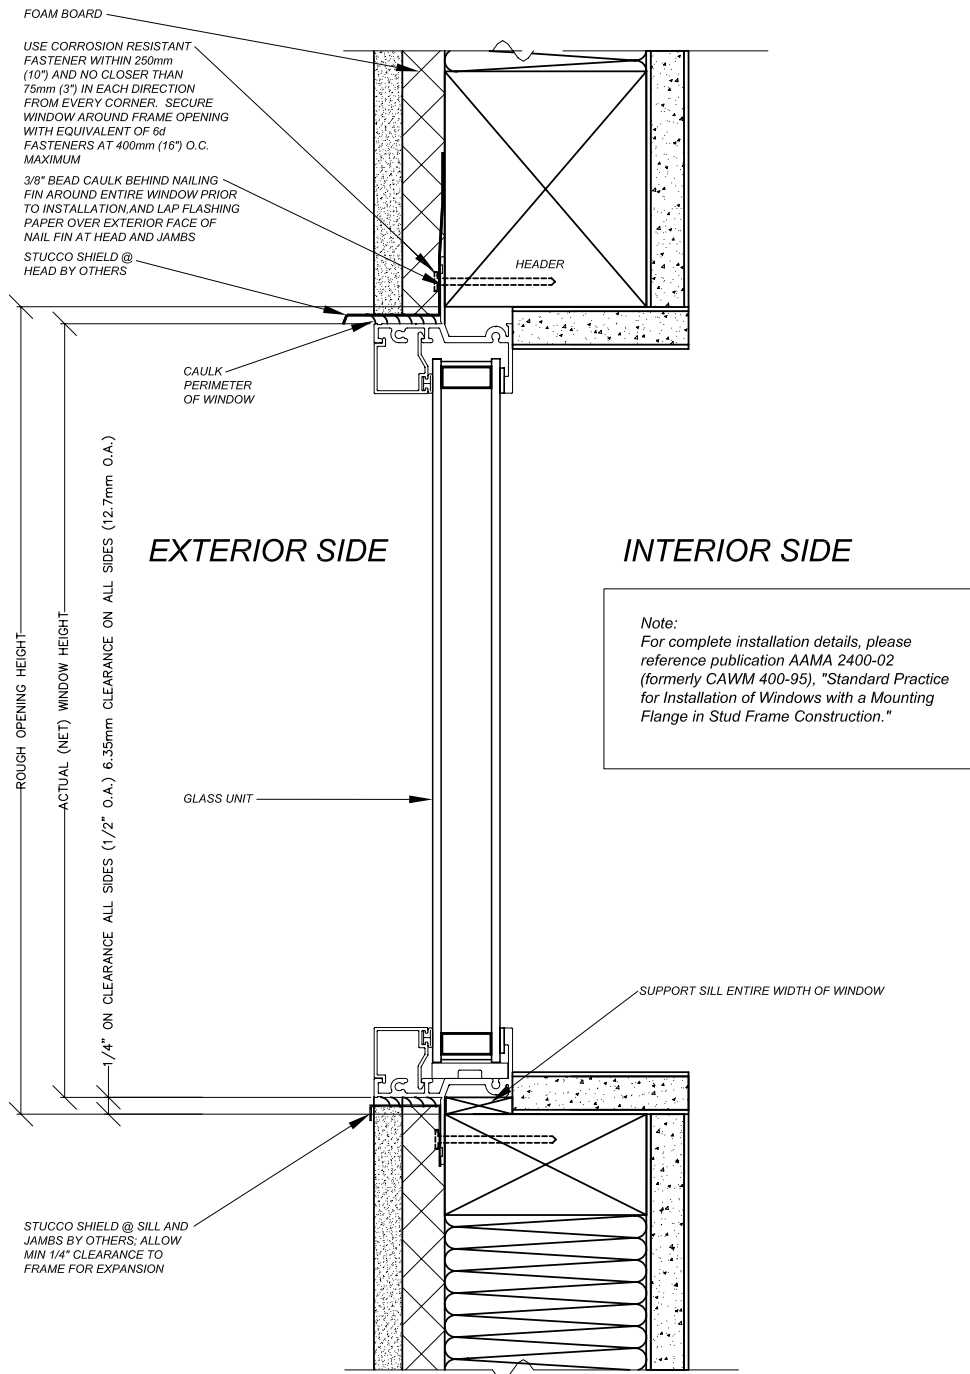 FOAM BOARD
USE CORROSION RESISTANT
FASTENER WITHIN 250mm
(10") AND NO CLOSER THAN
75mm (3") IN EACH DIRECTION
FROM EVERY CORNER.  SECURE
WINDOW AROUND FRAME OPENING
WITH EQUIVALENT OF 6d
FASTENERS AT 400mm (16") O.C.
MAXIMUM
3/8" BEAD CAULK BEHIND NAILING
FIN AROUND ENTIRE WINDOW PRIOR
TO INSTALLATION,AND LAP FLASHING
PAPER OVER EXTERIOR FACE OF
NAIL FIN AT HEAD AND JAMBS
STUCCO SHIELD @
HEAD BY OTHERS
HEADER
CAULK
PERIMETER
OF WINDOW
EXTERIOR SIDE
INTERIOR SIDE
Note:
For complete installation details, please
reference publication AAMA 2400-02
(formerly CAWM 400-95), "Standard Practice
for Installation of Windows with a Mounting
Flange in Stud Frame Construction."
ROUGH OPENING HEIGHT
ACTUAL (NET) WINDOW HEIGHT
1/4" ON CLEARANCE ALL SIDES (1/2" O.A.) 6.35mm CLEARANCE ON ALL SIDES (12.7mm O.A.)
GLASS UNIT
SUPPORT SILL ENTIRE WIDTH OF WINDOW
STUCCO SHIELD @ SILL AND
JAMBS BY OTHERS; ALLOW
MIN 1/4" CLEARANCE TO
FRAME FOR EXPANSION